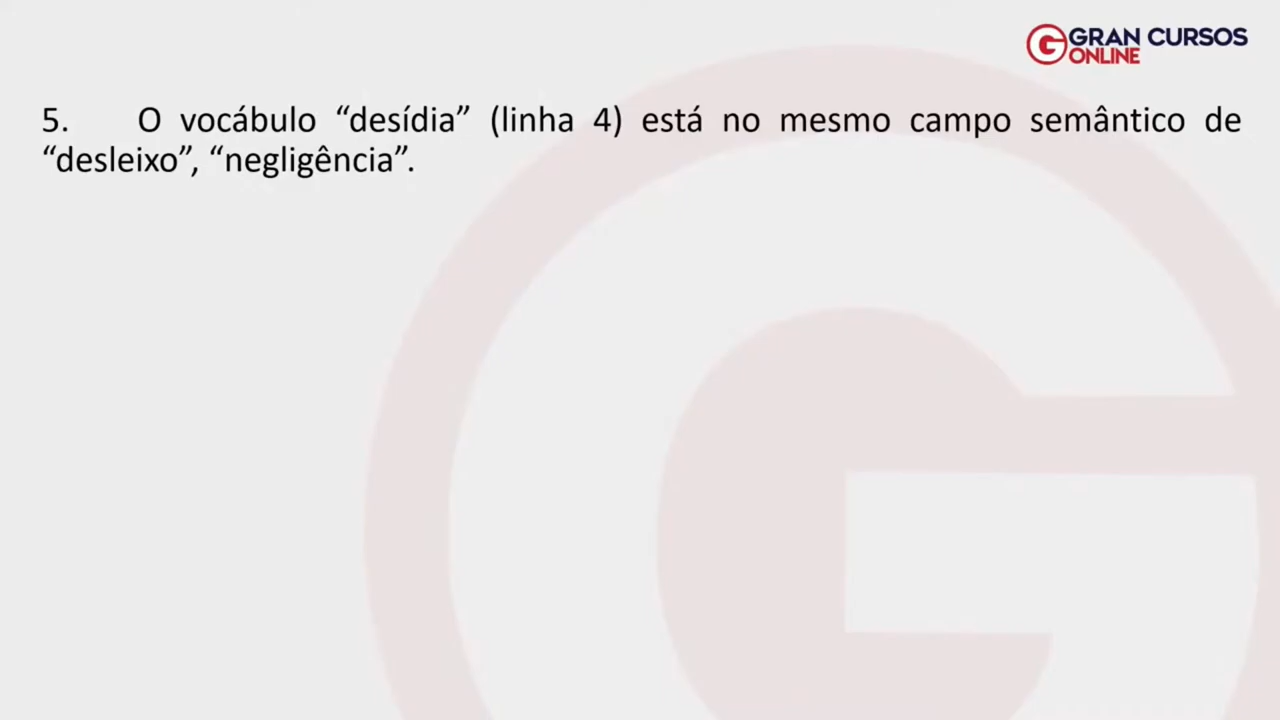 GRAN CURSOS
ONLINE
5. O vocábulo “desídia” (linha 4) está no mesmo campo semântico de
“desleixo”, “negligência”.